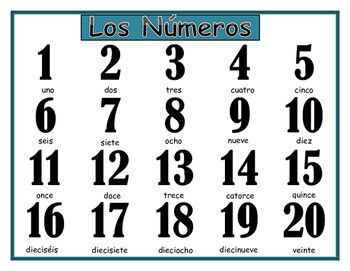 Los Números
1 2 3 4 5
uno dos tres cuatro cinco
6 7 8 9 10
seis siete ocho nueve diez
11 12 13 14 15
once doce trece catorce quince
16 17 18 19 20
dieciséis diecisiete dieciocho diecinueve veinte